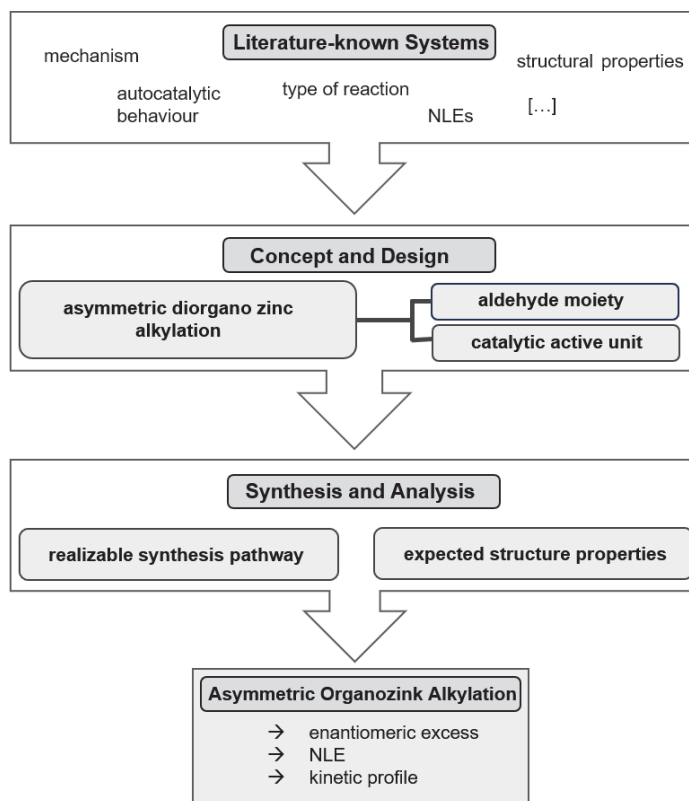 Literature-known Systems
mechanism
structural properties
autocatalytic
behaviour
type of reaction
NLEs
[...]
Concept and Design
asymmetric diorgano zinc
alkylation
aldehyde moiety
catalytic active unit
Synthesis and Analysis
realizable synthesis pathway
expected structure properties
Asymmetric Organozink Alkylation
→ enantiomeric excess
→ NLE
→ kinetic profile